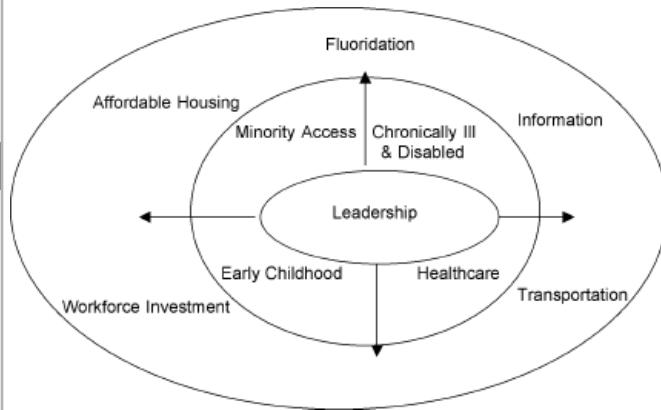 Fluoridation
Affordable Housing
Information
Minority Access
Chronically Ill
& Disabled
Leadership
Early Childhood
Healthcare
Workforce Investment
Transportation